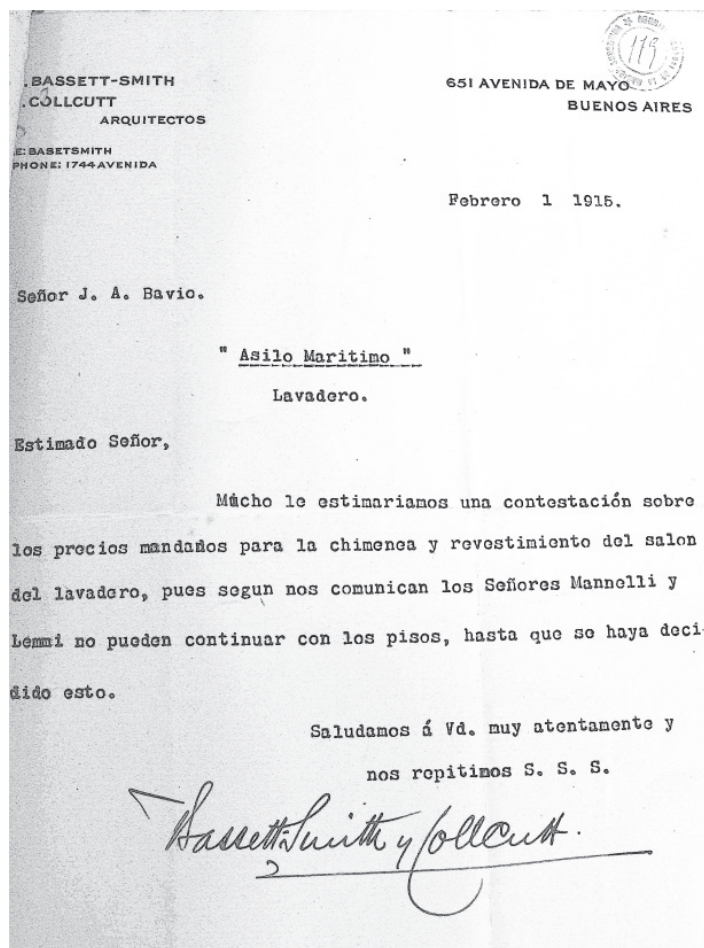 .BASSETT-SMITH
.COLLCUTT
ARQUITECTOS
E: BASETSMITH
PHONE: 1744 AVENIDA
119
651 AVENIDA DE MAYO
BUENOS AIRES
Febrero 1 1915.
Señor J. A. Bavio.
" Asilo Maritimo "
Lavadero.
Estimado Señor,
Múcho le estimariamos una contestación sobre
los precios mandados para la chimenea y revestimiento del salon
del lavadero, pues segun nos comunican los Señores Mannelli y
Lemmi no pueden continuar con los pisos, hasta que se haya deci-
dido esto.
Saludamos á Vd. muy atentamente y
nos repitimos S. S. S.
Bassett-Smith y Collcutt.